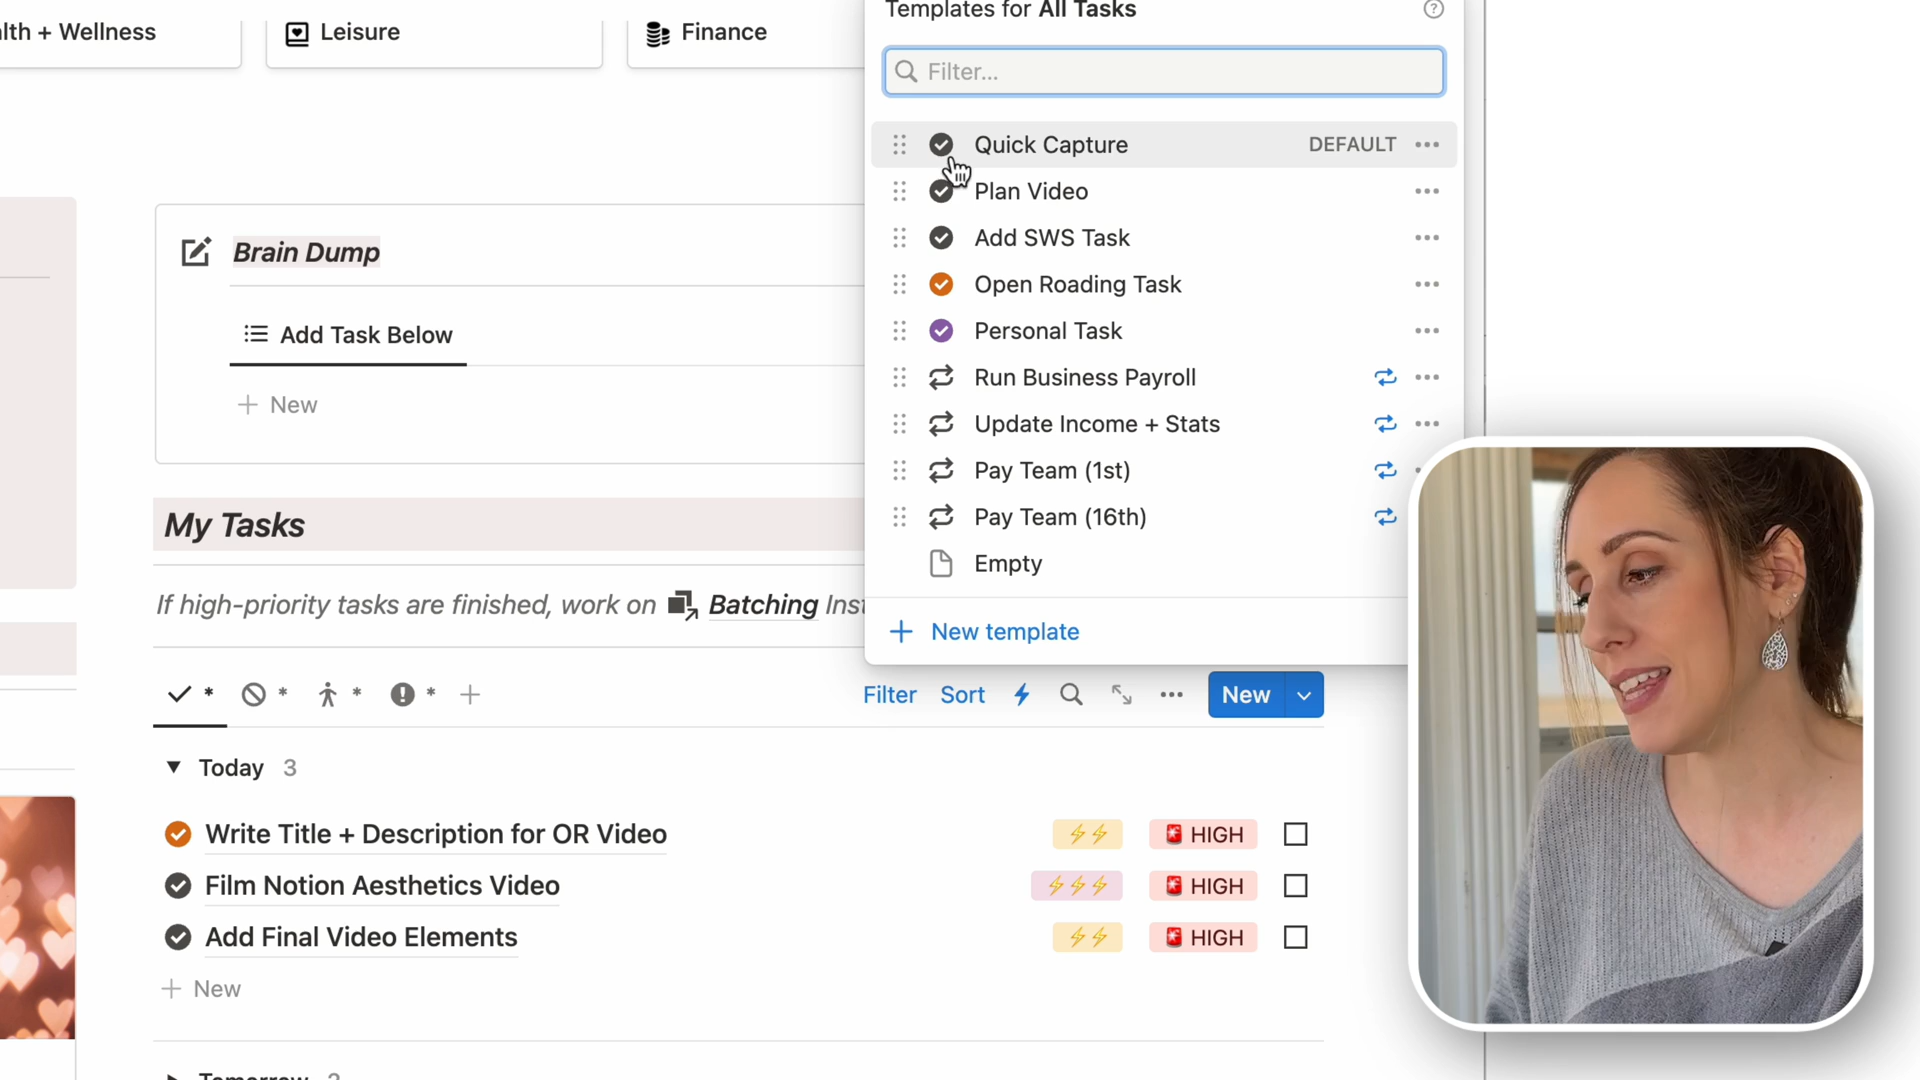 lth + Wellness
Leisure
Finance
Templates for All Tasks
Filter...
Quick Capture DEFAULT
Plan Video
Add SWS Task
Open Roading Task
Personal Task
Run Business Payroll
Update Income + Stats
Pay Team (1st)
Pay Team (16th)
Empty
New template
Brain Dump
Add Task Below
New
My Tasks
If high-priority tasks are finished, work on Batching Inst
Filter Sort New
Today 3
Write Title + Description for OR Video HIGH
Film Notion Aesthetics Video HIGH
Add Final Video Elements HIGH
New
Tomorrow